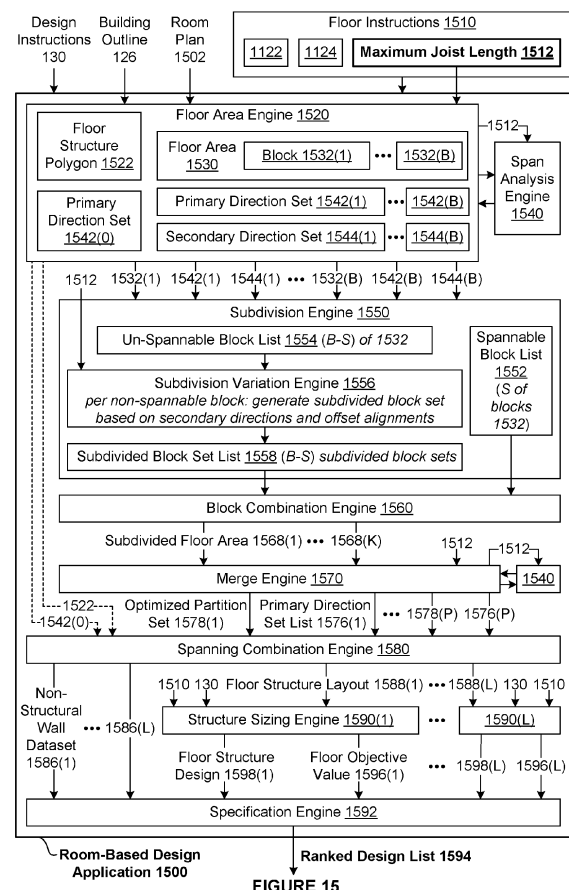 Design Instructions 130
Building Outline 126
Room Plan 1502
Floor Instructions 1510
1122
1124
Maximum Joist Length 1512
Floor Area Engine 1520
Floor Structure Polygon 1522
Floor Area 1530
Block 1532(1)
•••
1532(B)
1512
Span Analysis Engine 1540
Primary Direction Set 1542(0)
Primary Direction Set 1542(1)
•••
1542(B)
Secondary Direction Set 1544(1)
•••
1544(B)
1512
1532(1)
1542(1)
1544(1)
•••
1532(B)
1542(B)
1544(B)
Subdivision Engine 1550
Un-Spannable Block List 1554 (B-S) of 1532
Spannable Block List 1552 (S of blocks 1532)
Subdivision Variation Engine 1556
per non-spannable block: generate subdivided block set
based on secondary directions and offset alignments
Subdivided Block Set List 1558 (B-S) subdivided block sets
Block Combination Engine 1560
Subdivided Floor Area 1568(1) ••• 1568(K)
1512
1512
Merge Engine 1570
1540
1522
1542(0)
Optimized Partition Set 1578(1)
Primary Direction Set List 1576(1)
•••
1578(P)
1576(P)
Spanning Combination Engine 1580
Non-Structural Wall Dataset 1586(1)
••• 1586(L)
1510
130
Floor Structure Layout 1588(1) ••• 1588(L)
130
1510
Structure Sizing Engine 1590(1)
•••
1590(L)
Floor Structure Design 1598(1)
Floor Objective Value 1596(1)
•••
1598(L)
1596(L)
Specification Engine 1592
Room-Based Design Application 1500
Ranked Design List 1594
FIGURE 15